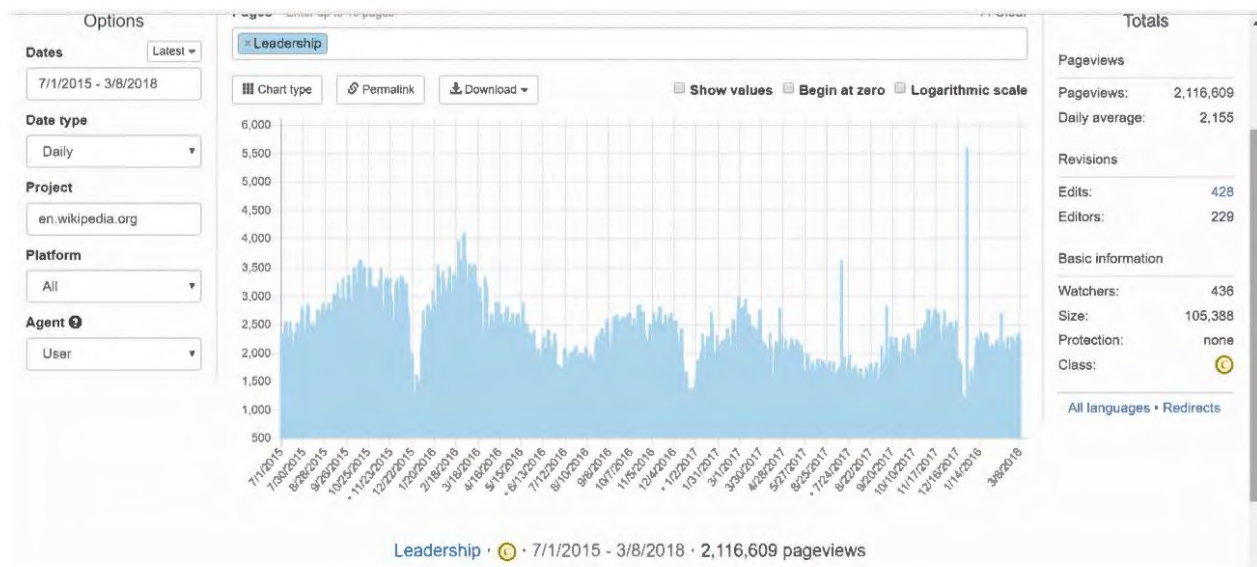 Options
Dates
Latest
7/1/2015 - 3/8/2018
Date type
Daily
Project
en.wikipedia.org
Platform
All
Agent
User
Pages Enter up to 10 pages
Clear
× Leadership
Chart type
Permalink
Download
Show values
Begin at zero
Logarithmic scale
6,000
5,500
5,000
4,500
4,000
3,500
3,000
2,500
2,000
1,500
1,000
500
7/1/2015
7/30/2015
8/28/2015
9/26/2015
10/25/2015
• 11/23/2015
12/22/2015
1/20/2016
2/18/2016
3/18/2016
4/16/2016
5/15/2016
• 6/13/2016
7/12/2016
8/10/2016
9/8/2016
10/7/2016
11/5/2016
12/4/2016
• 1/2/2017
• 1/31/2017
3/1/2017
3/30/2017
4/28/2017
5/27/2017
• 7/24/2017
8/22/2017
9/20/2017
11/17/2017
12/16/2017
1/14/2018
3/8/2018
Leadership · C · 7/1/2015 - 3/8/2018 · 2,116,609 pageviews
Totals
Pageviews
Pageviews: 2,116,609
Daily average: 2,155
Revisions
Edits: 428
Editors: 229
Basic information
Watchers: 436
Size: 105,388
Protection: none
Class: C
All languages • Redirects